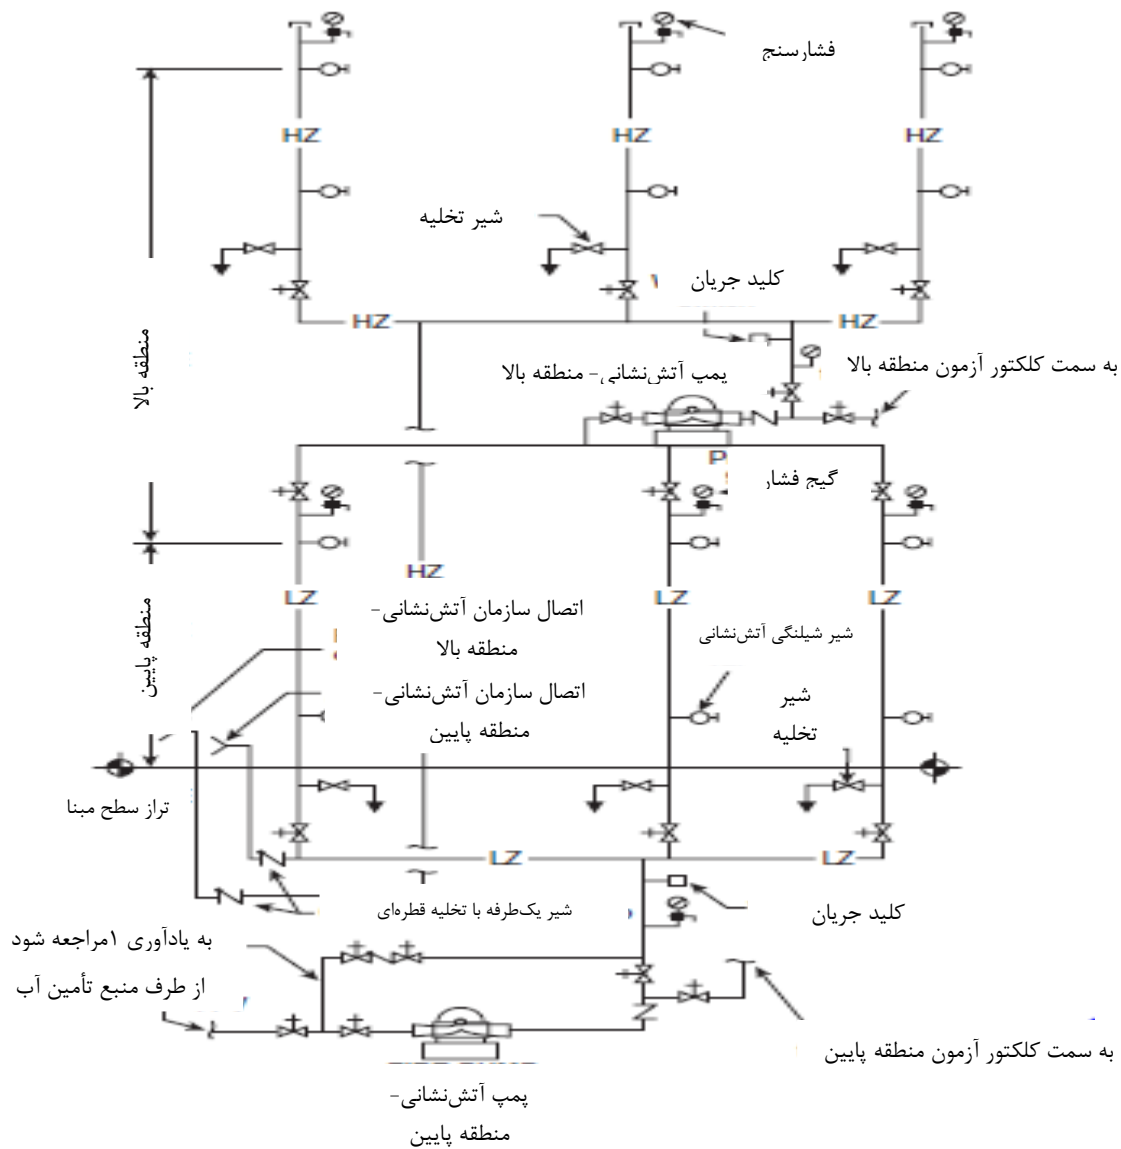 فشارسنج
HZ HZ HZ
شیر تخلیه
کلید جریان
HZ HZ
منطقه بالا
به سمت کلکتور آزمون منطقه بالا
پمپ آتش‌نشانی- منطقه بالا
P
گیج فشار
HZ
LZ LZ LZ
اتصال سازمان آتش‌نشانی-
منطقه بالا
شیر شیلنگی آتش‌نشانی
منطقه پایین
اتصال سازمان آتش‌نشانی-
منطقه پایین
شیر
تخلیه
تراز سطح مبنا
LZ LZ
شیر یک‌طرفه با تخلیه قطره‌ای
کلید جریان
به یادآوری ۱مراجعه شود
از طرف منبع تأمین آب
به سمت کلکتور آزمون منطقه پایین
پمپ آتش‌نشانی-
منطقه پایین